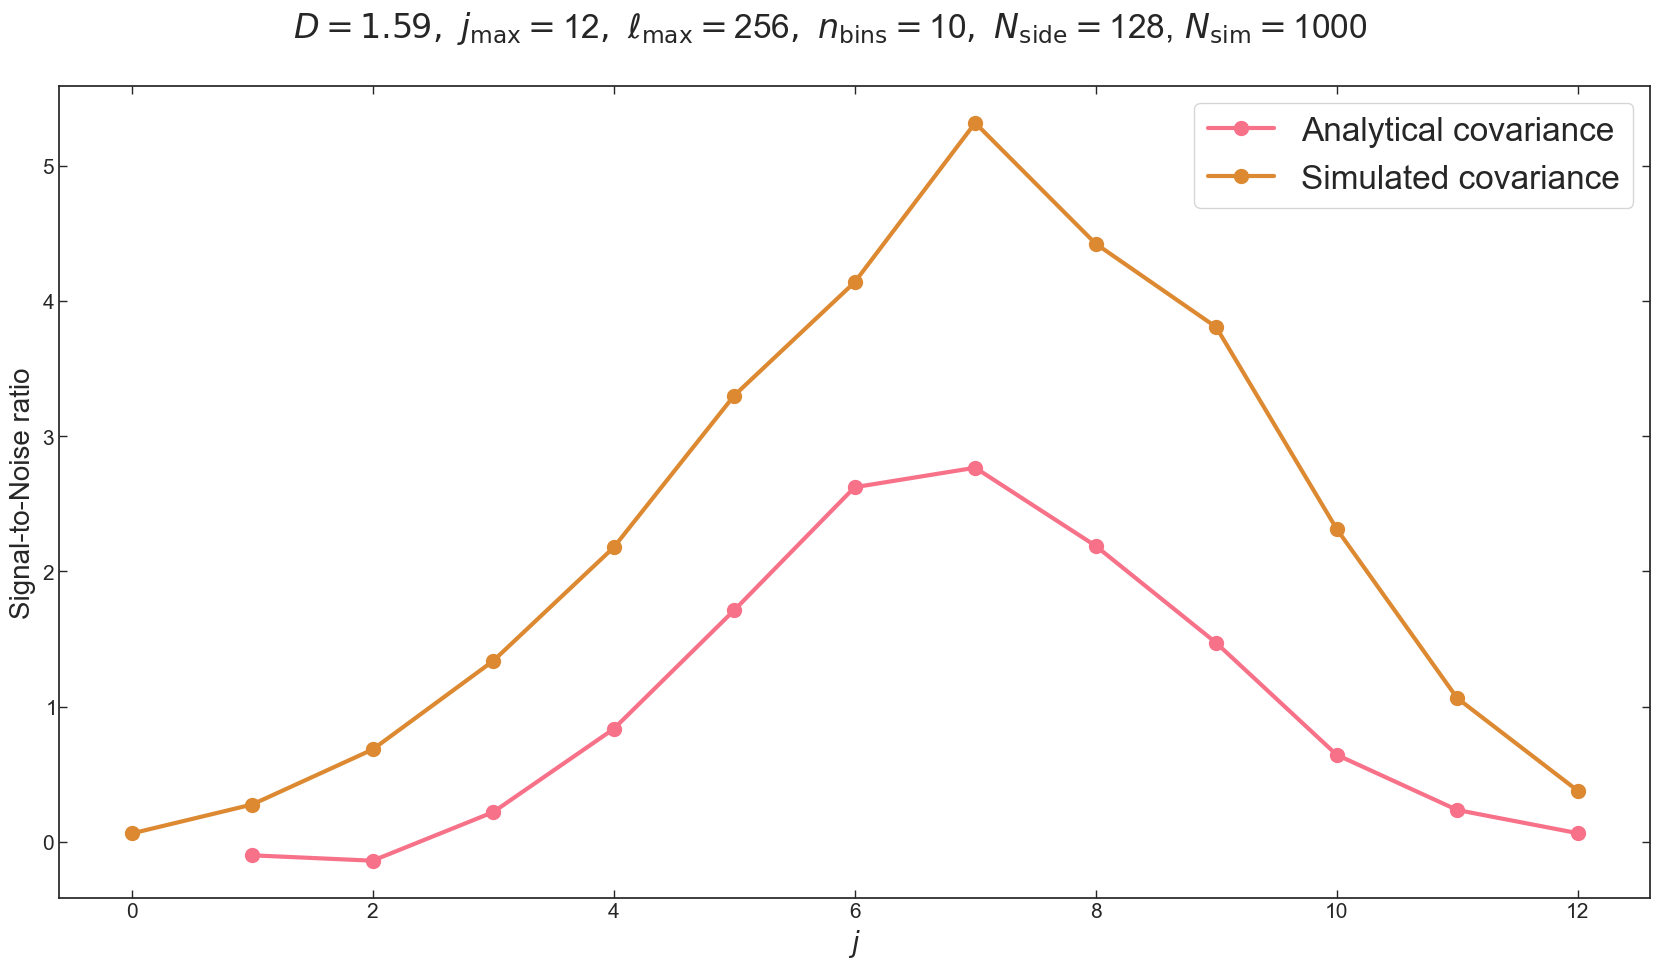 D = 1.59, j_max = 12, ℓ_max = 256, n_bins = 10, N_side = 128, N_sim = 1000
Analytical covariance
Simulated covariance
Signal-to-Noise ratio
5
4
3
2
1
0
0 2 4 6 8 10 12
j